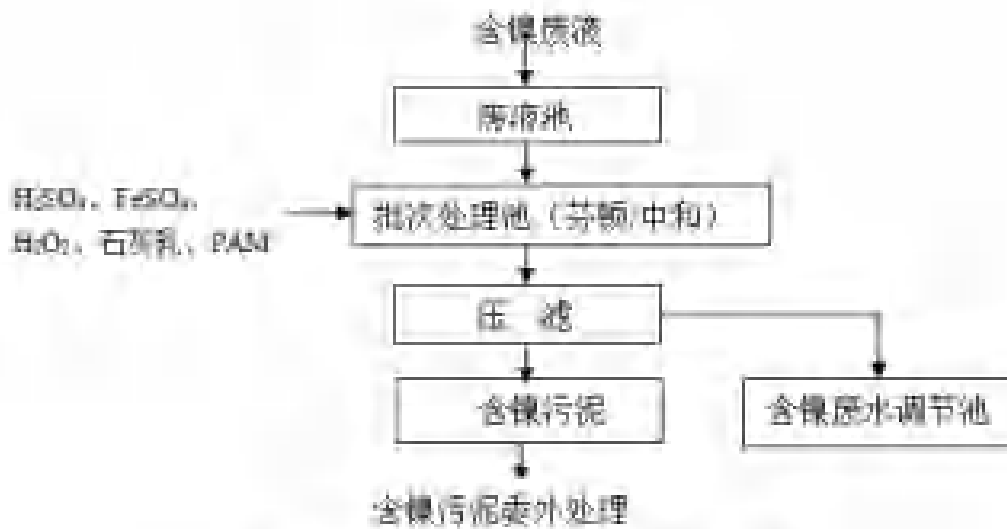 含镍废液
废液池
H₂SO₄、FeSO₄、
H₂O₂、石灰乳、PAM
批次处理池（芬顿/中和）
压 滤
含镍污泥
含镍废水调节池
含镍污泥委外处理